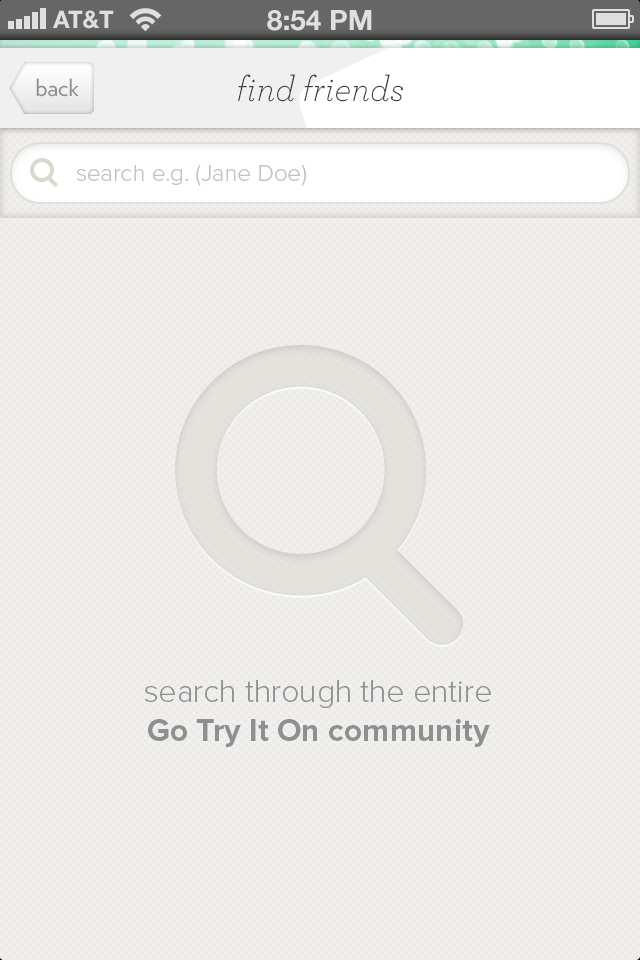 AT&T 8:54 PM
back find friends
search e.g. (Jane Doe)
search through the entire
Go Try It On community